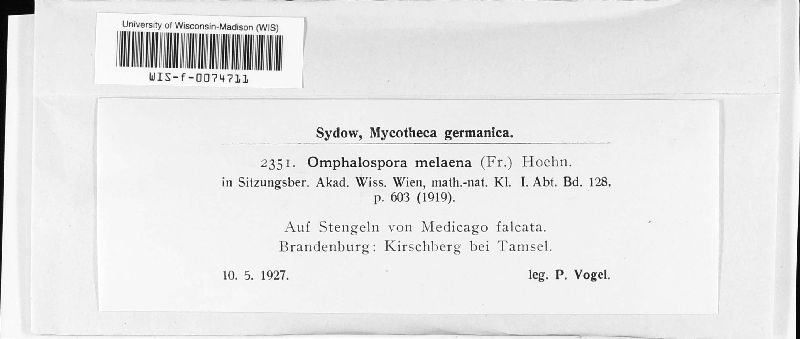 University of Wisconsin-Madison (WIS)
WIS-f-0074711
Sydow, Mycotheca germanica.
2351. Omphalospora melaena (Fr.) Hoehn.
in Sitzungsber. Akad. Wiss. Wien, math.-nat. Kl. I. Abt. Bd. 128,
p. 603 (1919).
Auf Stengeln von Medicago falcata.
Brandenburg: Kirschberg bei Tamsel.
10. 5. 1927. leg. P. Vogel.